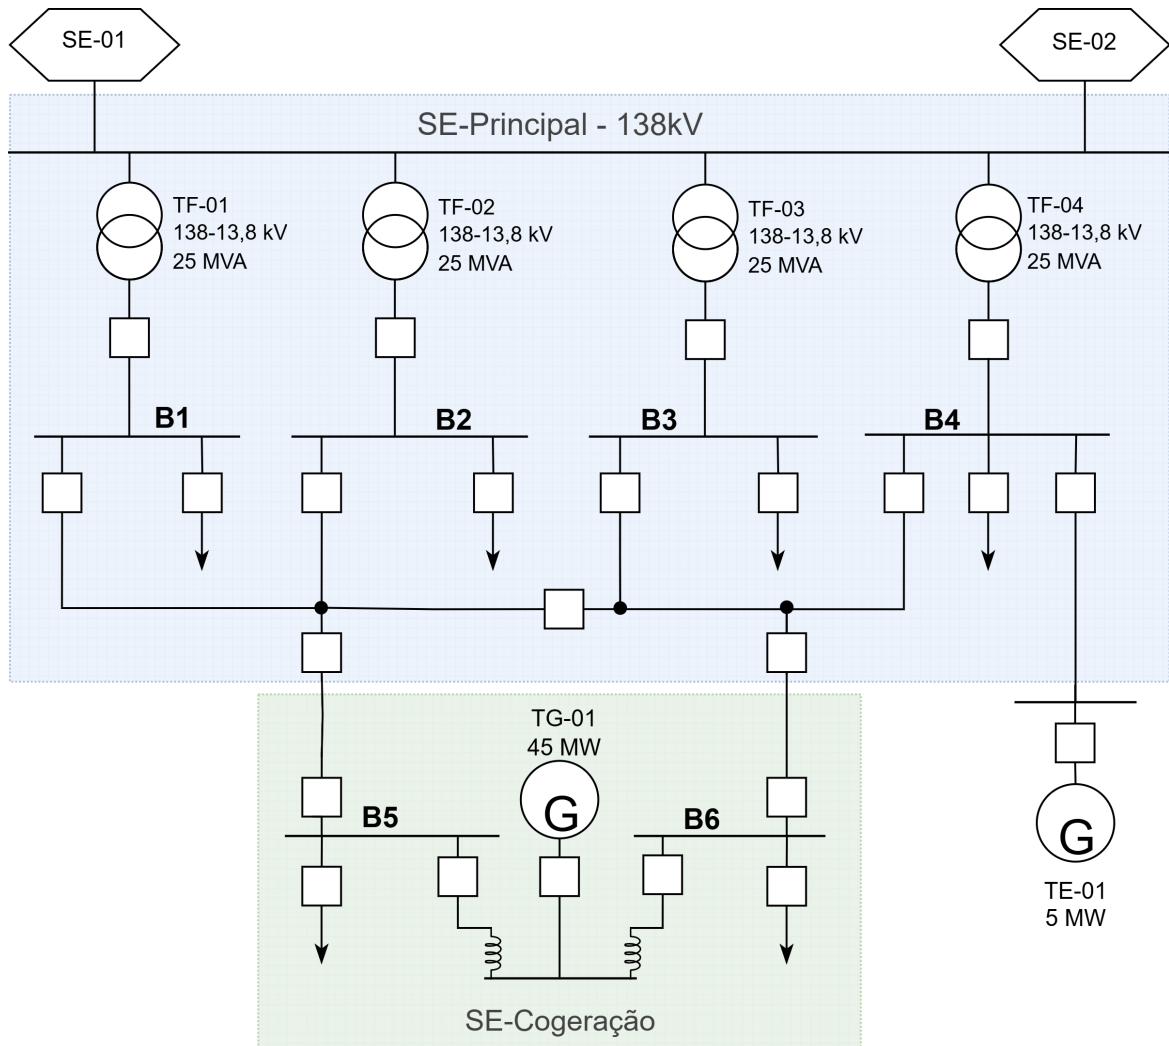 SE-01
SE-02
SE-Principal - 138kV
TF-01
138-13,8 kV
25 MVA
TF-02
138-13,8 kV
25 MVA
TF-03
138-13,8 kV
25 MVA
TF-04
138-13,8 kV
25 MVA
B1
B2
B3
B4
TG-01
45 MW
G
B5
B6
G
TE-01
5 MW
SE-Cogeração